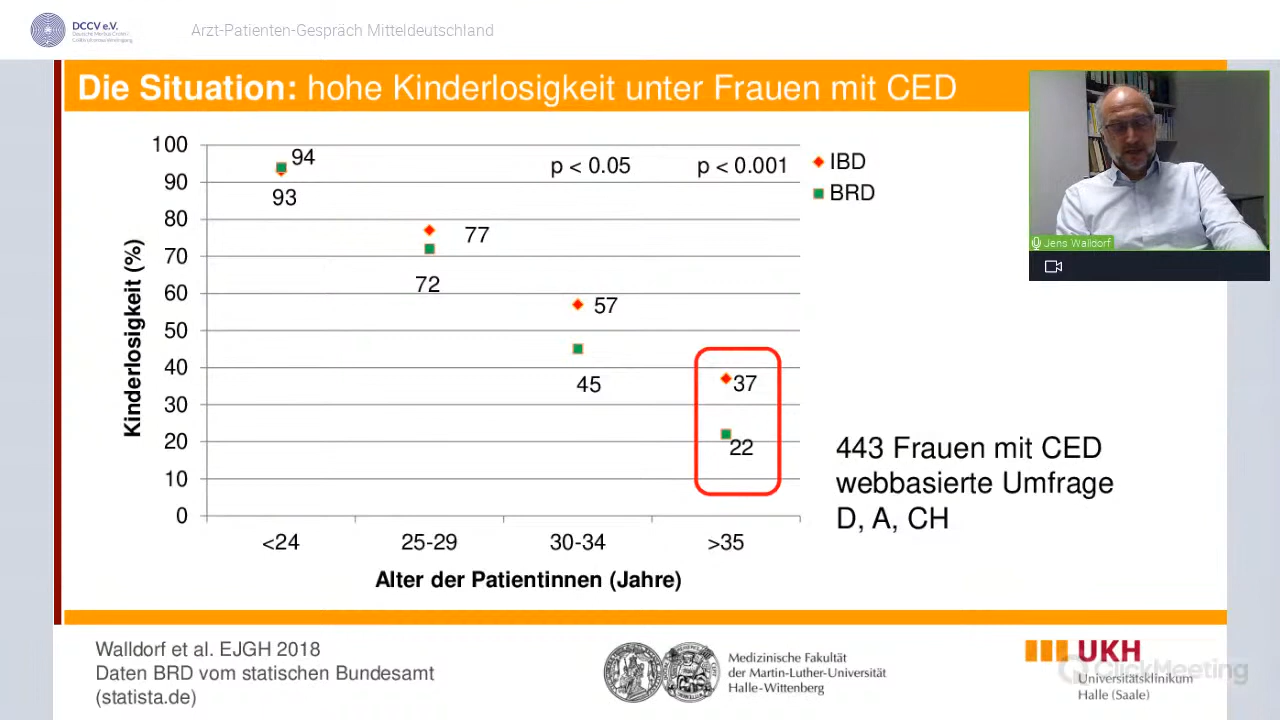 DCCV e.V.
Arzt-Patienten-Gespräch Mitteldeutschland
Die Situation: hohe Kinderlosigkeit unter Frauen mit CED
Kinderlosigkeit (%)
100
90
80
70
60
50
40
30
20
10
0
94
93
77
72
57
45
37
22
p < 0.05
p < 0.001
IBD
BRD
<24
25-29
30-34
>35
Alter der Patientinnen (Jahre)
Jens Walldorf
443 Frauen mit CED
webbasierte Umfrage
D, A, CH
Walldorf et al. EJGH 2018
Daten BRD vom statischen Bundesamt
(statista.de)
Medizinische Fakultät
der Martin-Luther-Universität
Halle-Wittenberg
UKH
ClickMeeting
Universitätsklinikum
Halle (Saale)